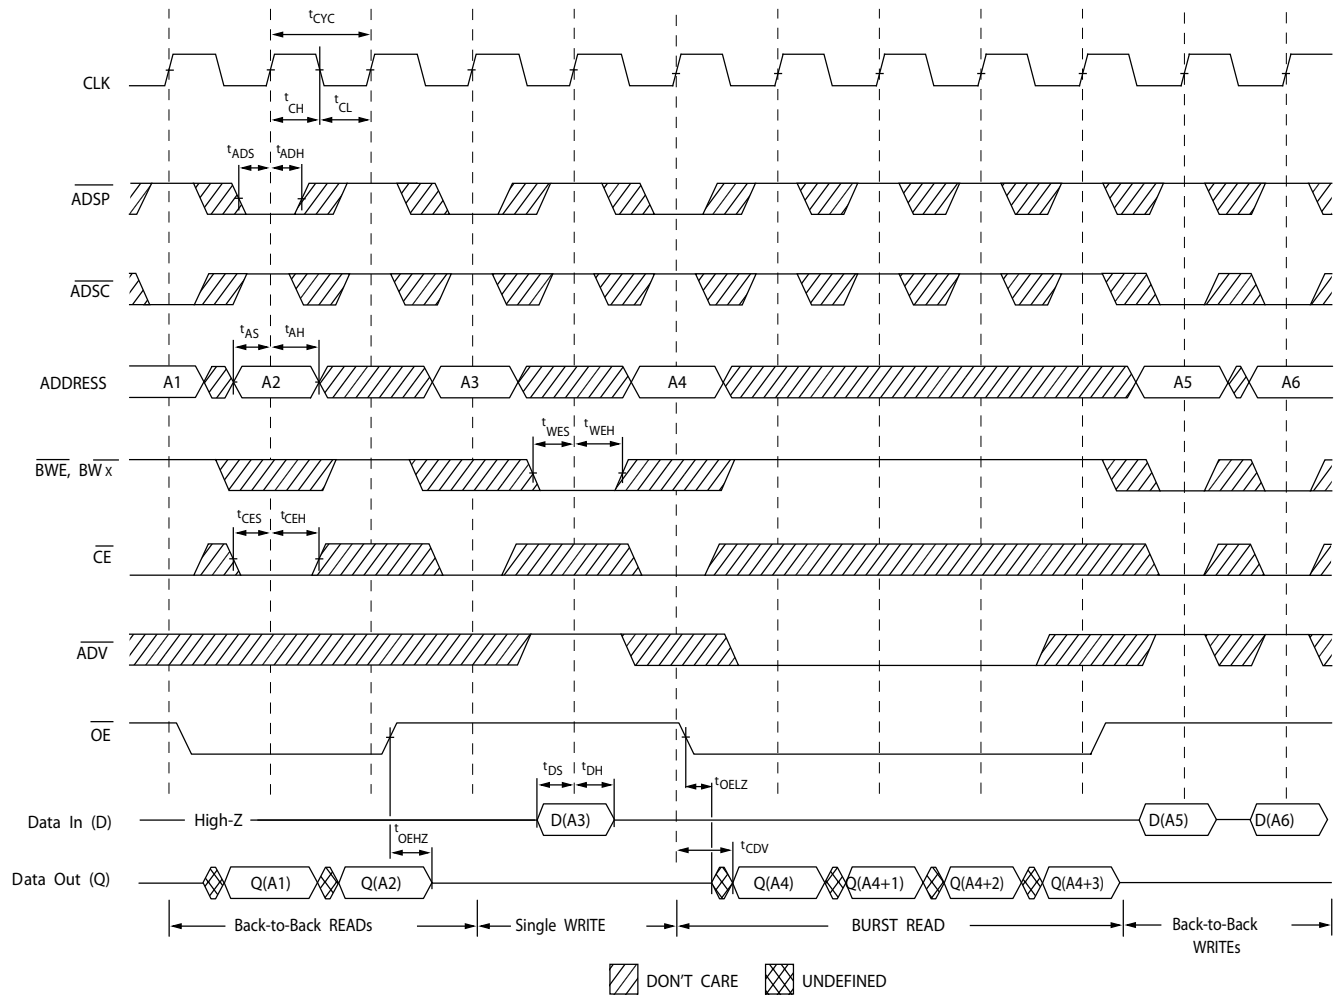 tCYC
CLK
tCH tCL
tADS tADH
ADSP
ADSC
tAS tAH
ADDRESS A1 A2 A3 A4 A5 A6
tWES tWEH
BWE, BWX
tCES tCEH
CE
ADV
OE
tDS tDH tOELZ
Data In (D) High-Z D(A3) D(A5) D(A6)
tOEHZ tCDV
Data Out (Q) Q(A1) Q(A2) Q(A4) Q(A4+1) Q(A4+2) Q(A4+3)
Back-to-Back READs Single WRITE BURST READ Back-to-Back
WRITEs
DON'T CARE UNDEFINED